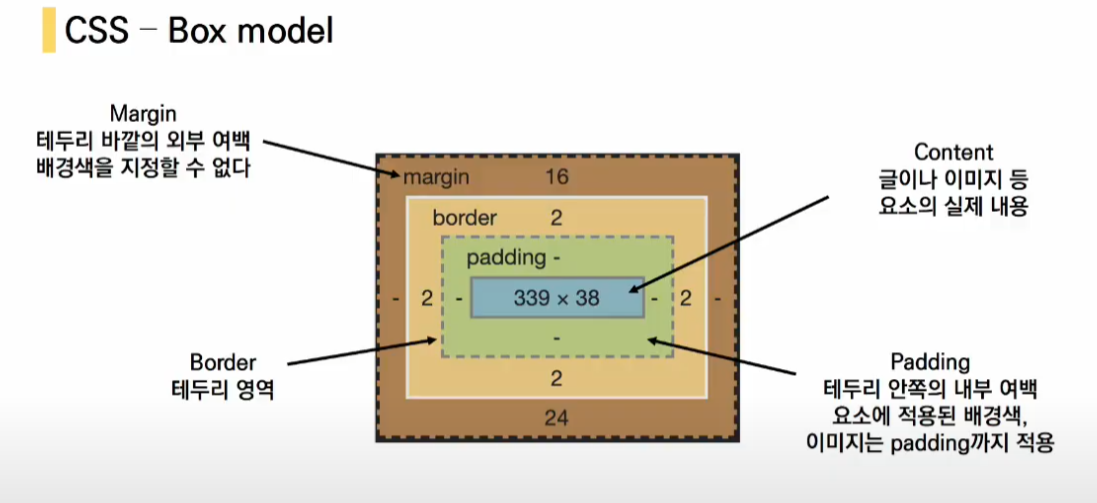 CSS – Box model
Margin
테두리 바깥의 외부 여백
배경색을 지정할 수 없다
Content
글이나 이미지 등
요소의 실제 내용
margin 16
border 2
padding -
- 2 - 339 × 38 - 2 -
-
2
24
Border
테두리 영역
Padding
테두리 안쪽의 내부 여백
요소에 적용된 배경색,
이미지는 padding까지 적용